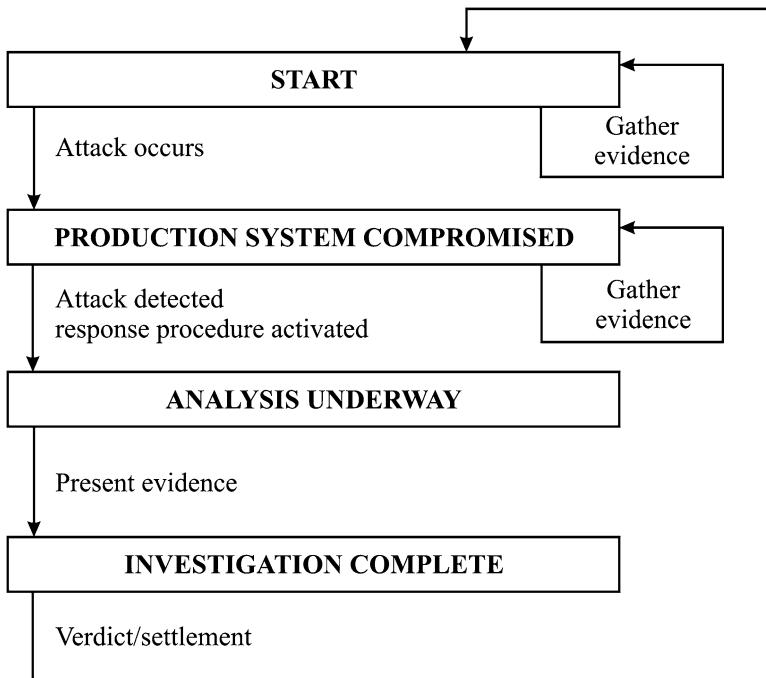 START
Gather
evidence
Attack occurs
PRODUCTION SYSTEM COMPROMISED
Gather
evidence
Attack detected
response procedure activated
ANALYSIS UNDERWAY
Present evidence
INVESTIGATION COMPLETE
Verdict/settlement